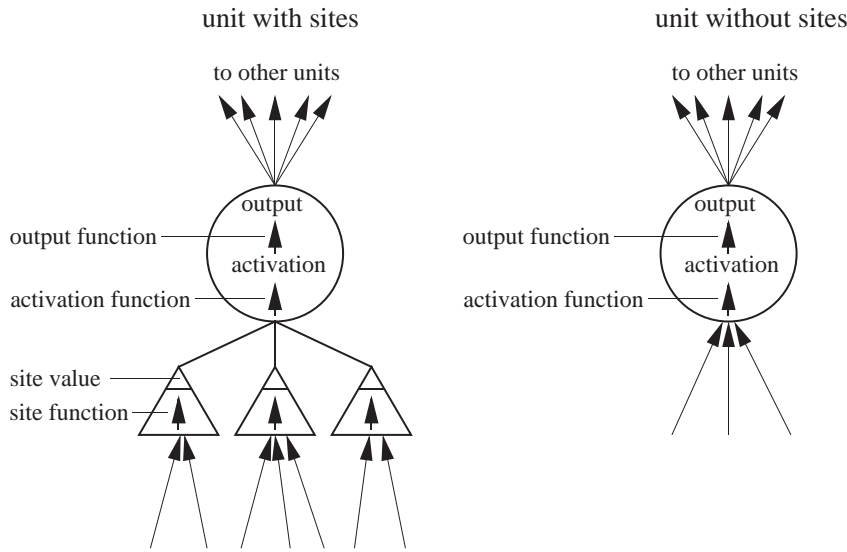 unit with sites
to other units
output
output function
activation
activation function
site value
site function
unit without sites
to other units
output
output function
activation
activation function